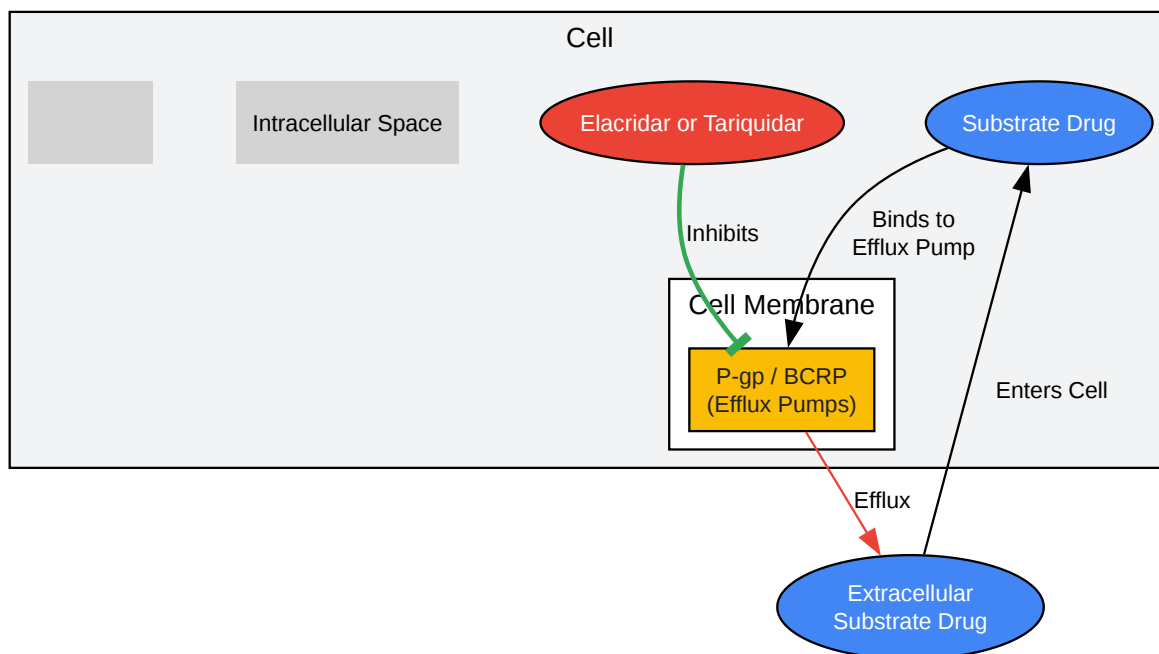 Cell
Intracellular Space
Elacridar or Tariquidar
Substrate Drug
Inhibits
Binds to
Efflux Pump
Cell Membrane
P-gp / BCRP
(Efflux Pumps)
Enters Cell
Efflux
Extracellular
Substrate Drug